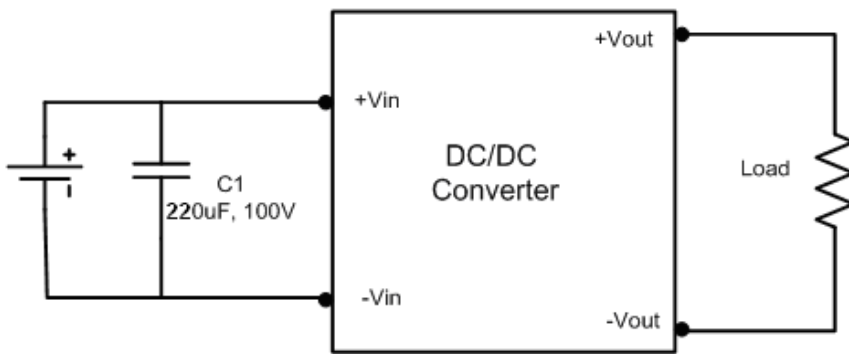 +Vout
+Vin
DC/DC
Converter
Load
+
C1
220uF, 100V
-
-Vin
-Vout